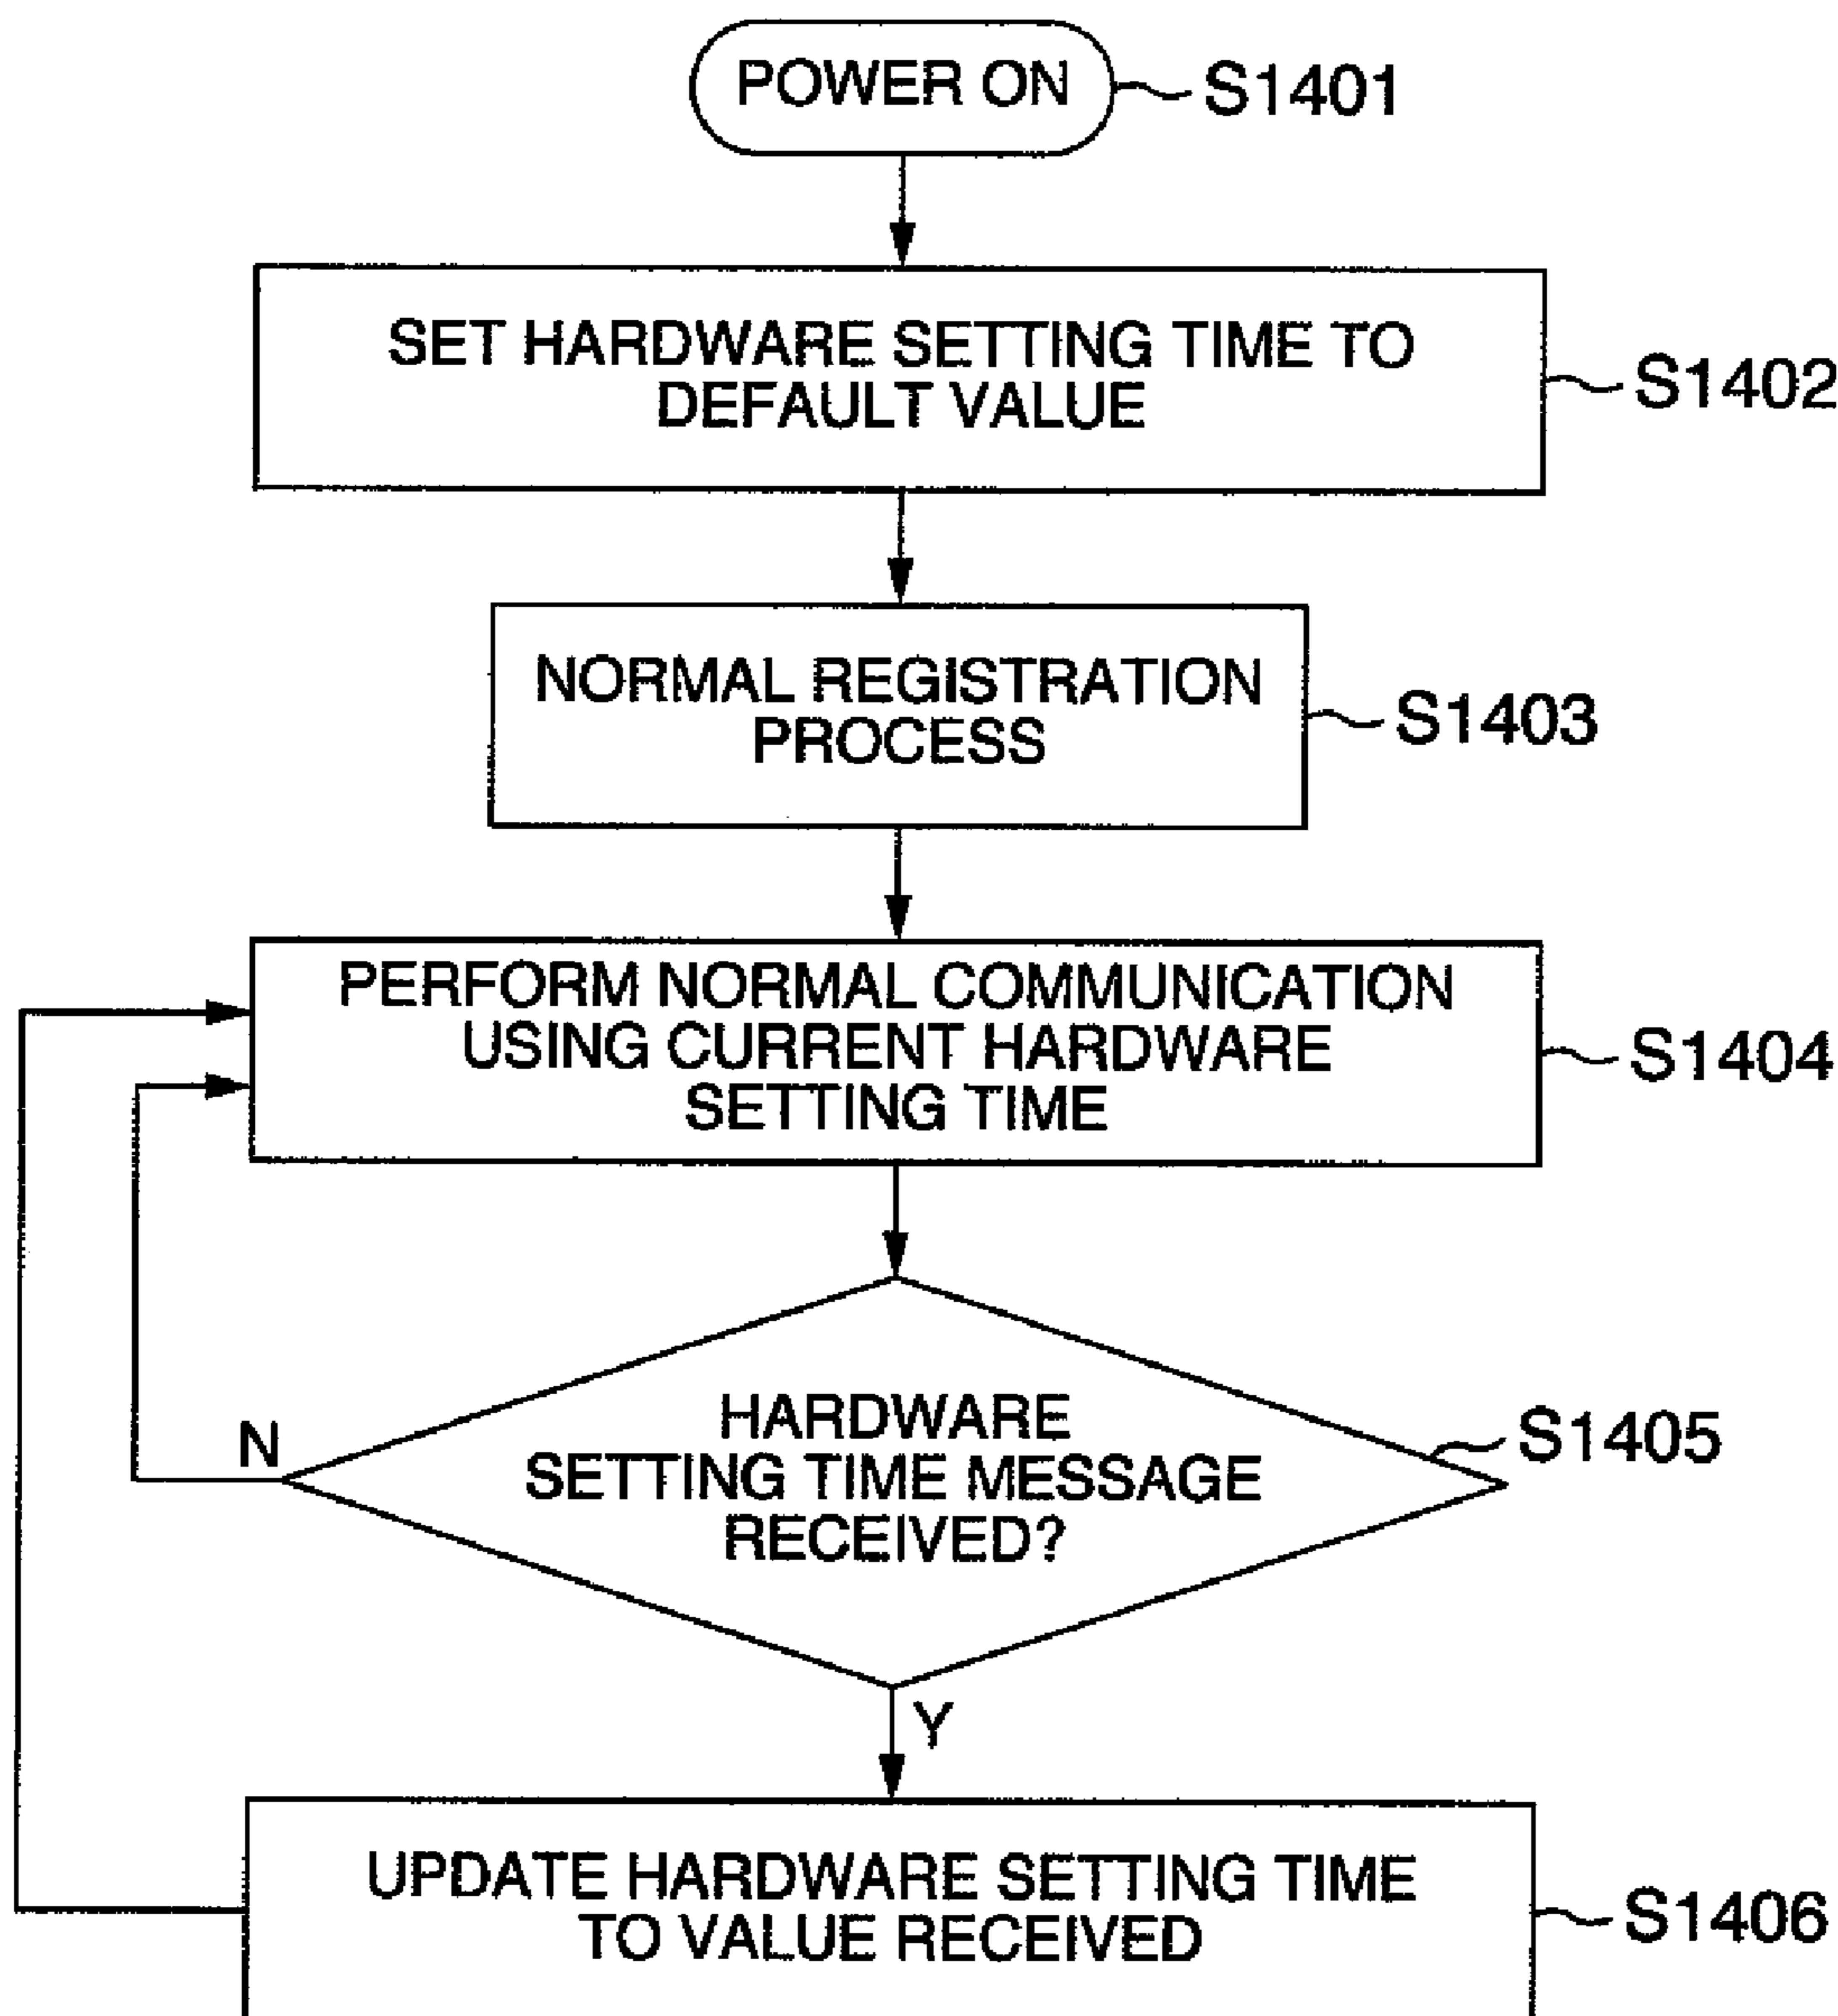 POWER ON
S1401
SET HARDWARE SETTING TIME TO
DEFAULT VALUE
S1402
NORMAL REGISTRATION
PROCESS
S1403
PERFORM NORMAL COMMUNICATION
USING CURRENT HARDWARE
SETTING TIME
S1404
HARDWARE
SETTING TIME MESSAGE
RECEIVED?
S1405
N
Y
UPDATE HARDWARE SETTING TIME
TO VALUE RECEIVED
S1406